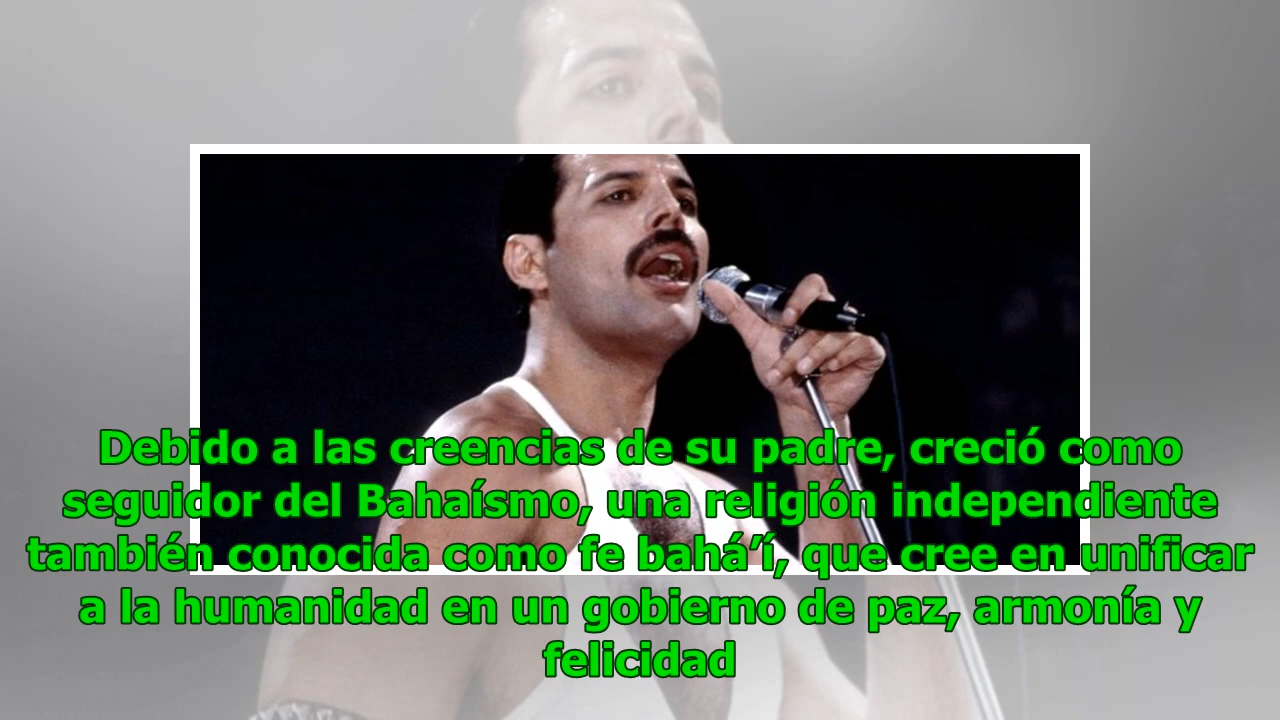 Debido a las creencias de su padre, creció como
seguidor del Bahaísmo, una religión independiente
también conocida como fe bahá’í, que cree en unificar
a la humanidad en un gobierno de paz, armonía y
felicidad